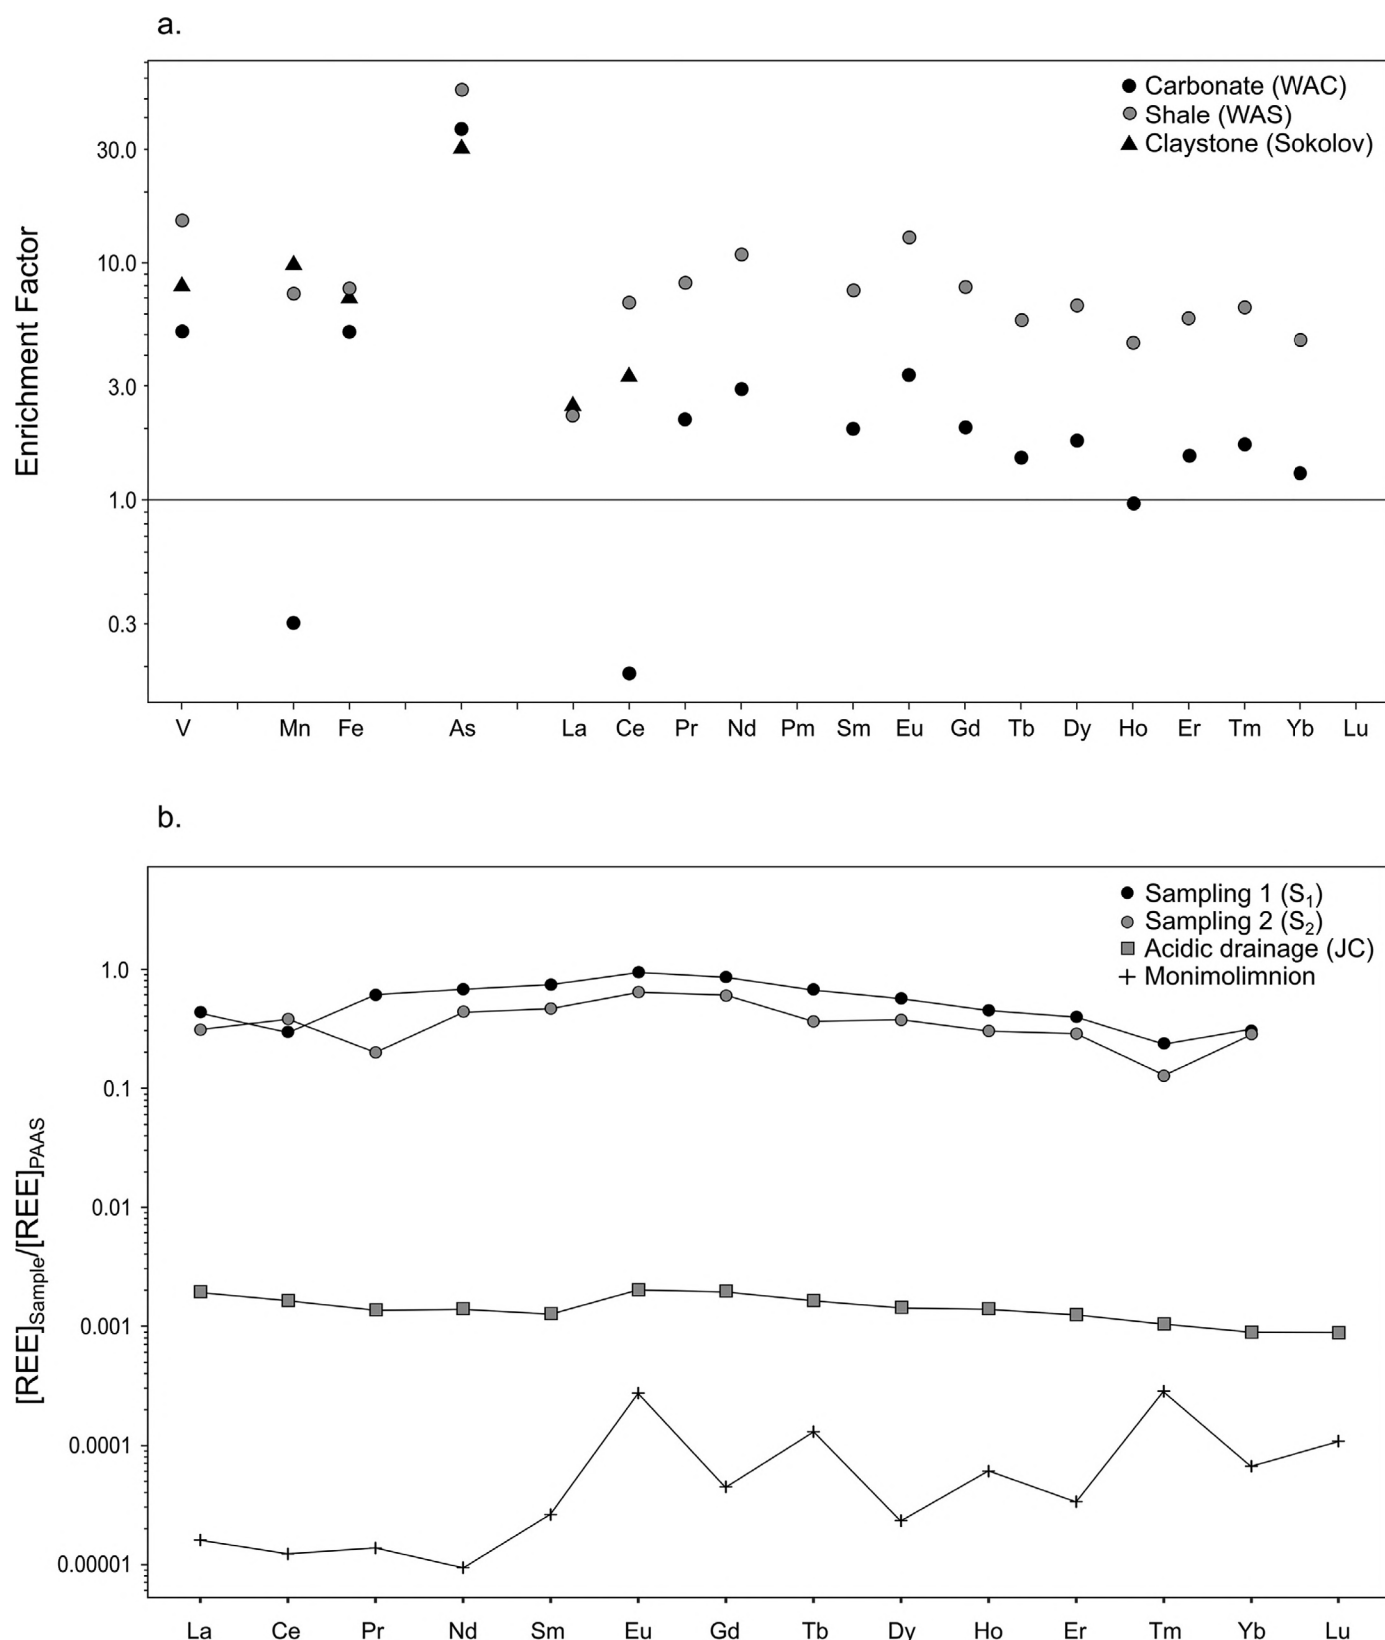 a.
Carbonate (WAC)
Shale (WAS)
Claystone (Sokolov)
Enrichment Factor
30.0
10.0
3.0
1.0
0.3
V Mn Fe As La Ce Pr Nd Pm Sm Eu Gd Tb Dy Ho Er Tm Yb Lu
b.
Sampling 1 (S₁)
Sampling 2 (S₂)
Acidic drainage (JC)
Monimolimnion
[REE]Sample/[REE]PAAS
1.0
0.1
0.01
0.001
0.0001
0.00001
La Ce Pr Nd Sm Eu Gd Tb Dy Ho Er Tm Yb Lu